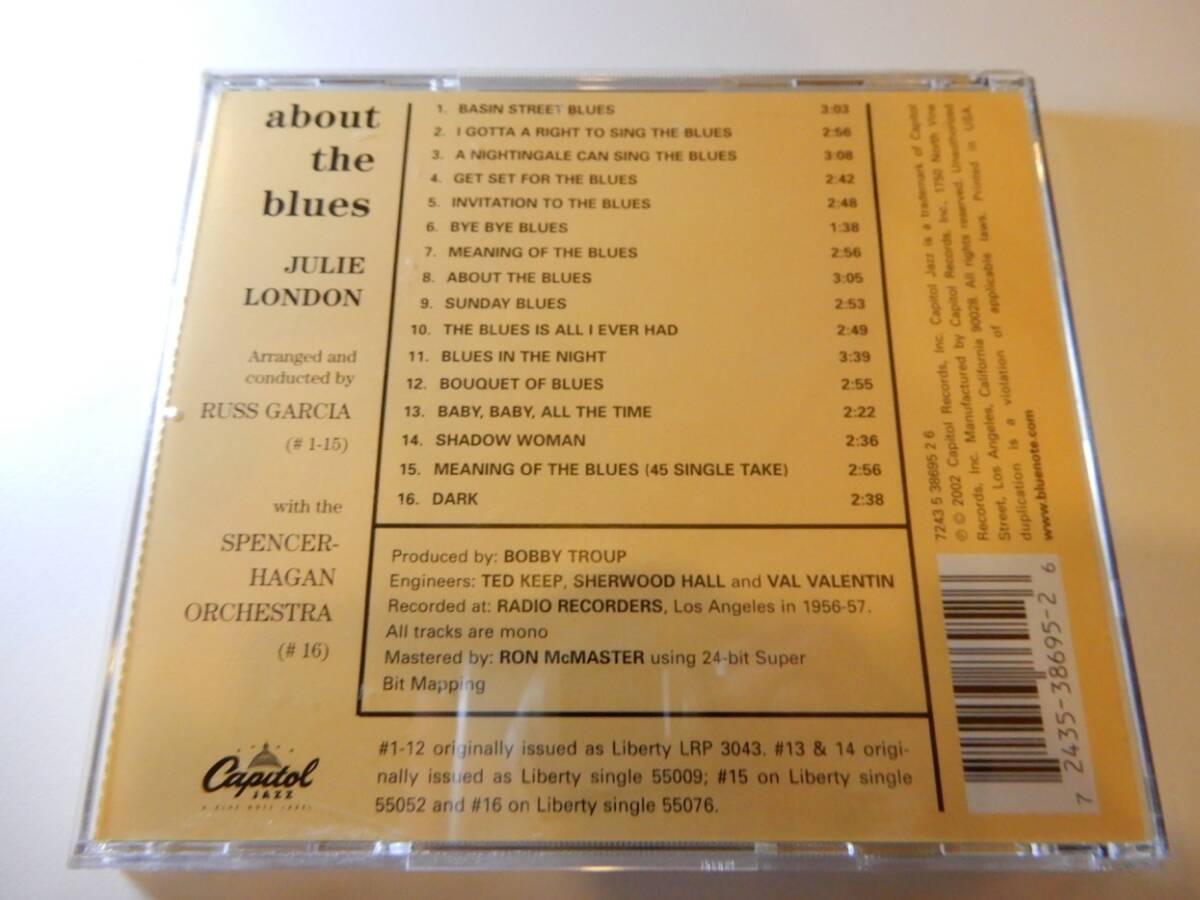 about
the
blues
JULIE
LONDON
Arranged and
conducted by
RUSS GARCIA
(# 1-15)
with the
SPENCER-
HAGAN
ORCHESTRA
(# 16)
1. BASIN STREET BLUES 3:03
2. I GOTTA A RIGHT TO SING THE BLUES 2:56
3. A NIGHTINGALE CAN SING THE BLUES 3:08
4. GET SET FOR THE BLUES 2:42
5. INVITATION TO THE BLUES 2:48
6. BYE BYE BLUES 1:38
7. MEANING OF THE BLUES 2:56
8. ABOUT THE BLUES 3:05
9. SUNDAY BLUES 2:53
10. THE BLUES IS ALL I EVER HAD 2:49
11. BLUES IN THE NIGHT 3:39
12. BOUQUET OF BLUES 2:55
13. BABY, BABY, ALL THE TIME 2:22
14. SHADOW WOMAN 2:36
15. MEANING OF THE BLUES (45 SINGLE TAKE) 2:56
16. DARK 2:38
Produced by: BOBBY TROUP
Engineers: TED KEEP, SHERWOOD HALL and VAL VALENTIN
Recorded at: RADIO RECORDERS, Los Angeles in 1956-57.
All tracks are mono
Mastered by: RON McMASTER using 24-bit Super
Bit Mapping
#1-12 originally issued as Liberty LRP 3043. #13 & 14 origi-
nally issued as Liberty single 55009; #15 on Liberty single
55052 and #16 on Liberty single 55076.
Capitol
JAZZ
A BLUE NOTE LABEL
7243 5 38695 2 6
℗ © 2002 Capitol Records, Inc. Capitol Jazz is a trademark of Capitol
Records, Inc. Manufactured by Capitol Records, Inc., 1750 North Vine
Street, Los Angeles, California 90028. All rights reserved. Unauthorized
duplication is a violation of applicable laws. Printed in USA.
www.bluenote.com
7 2435-38695-2 6